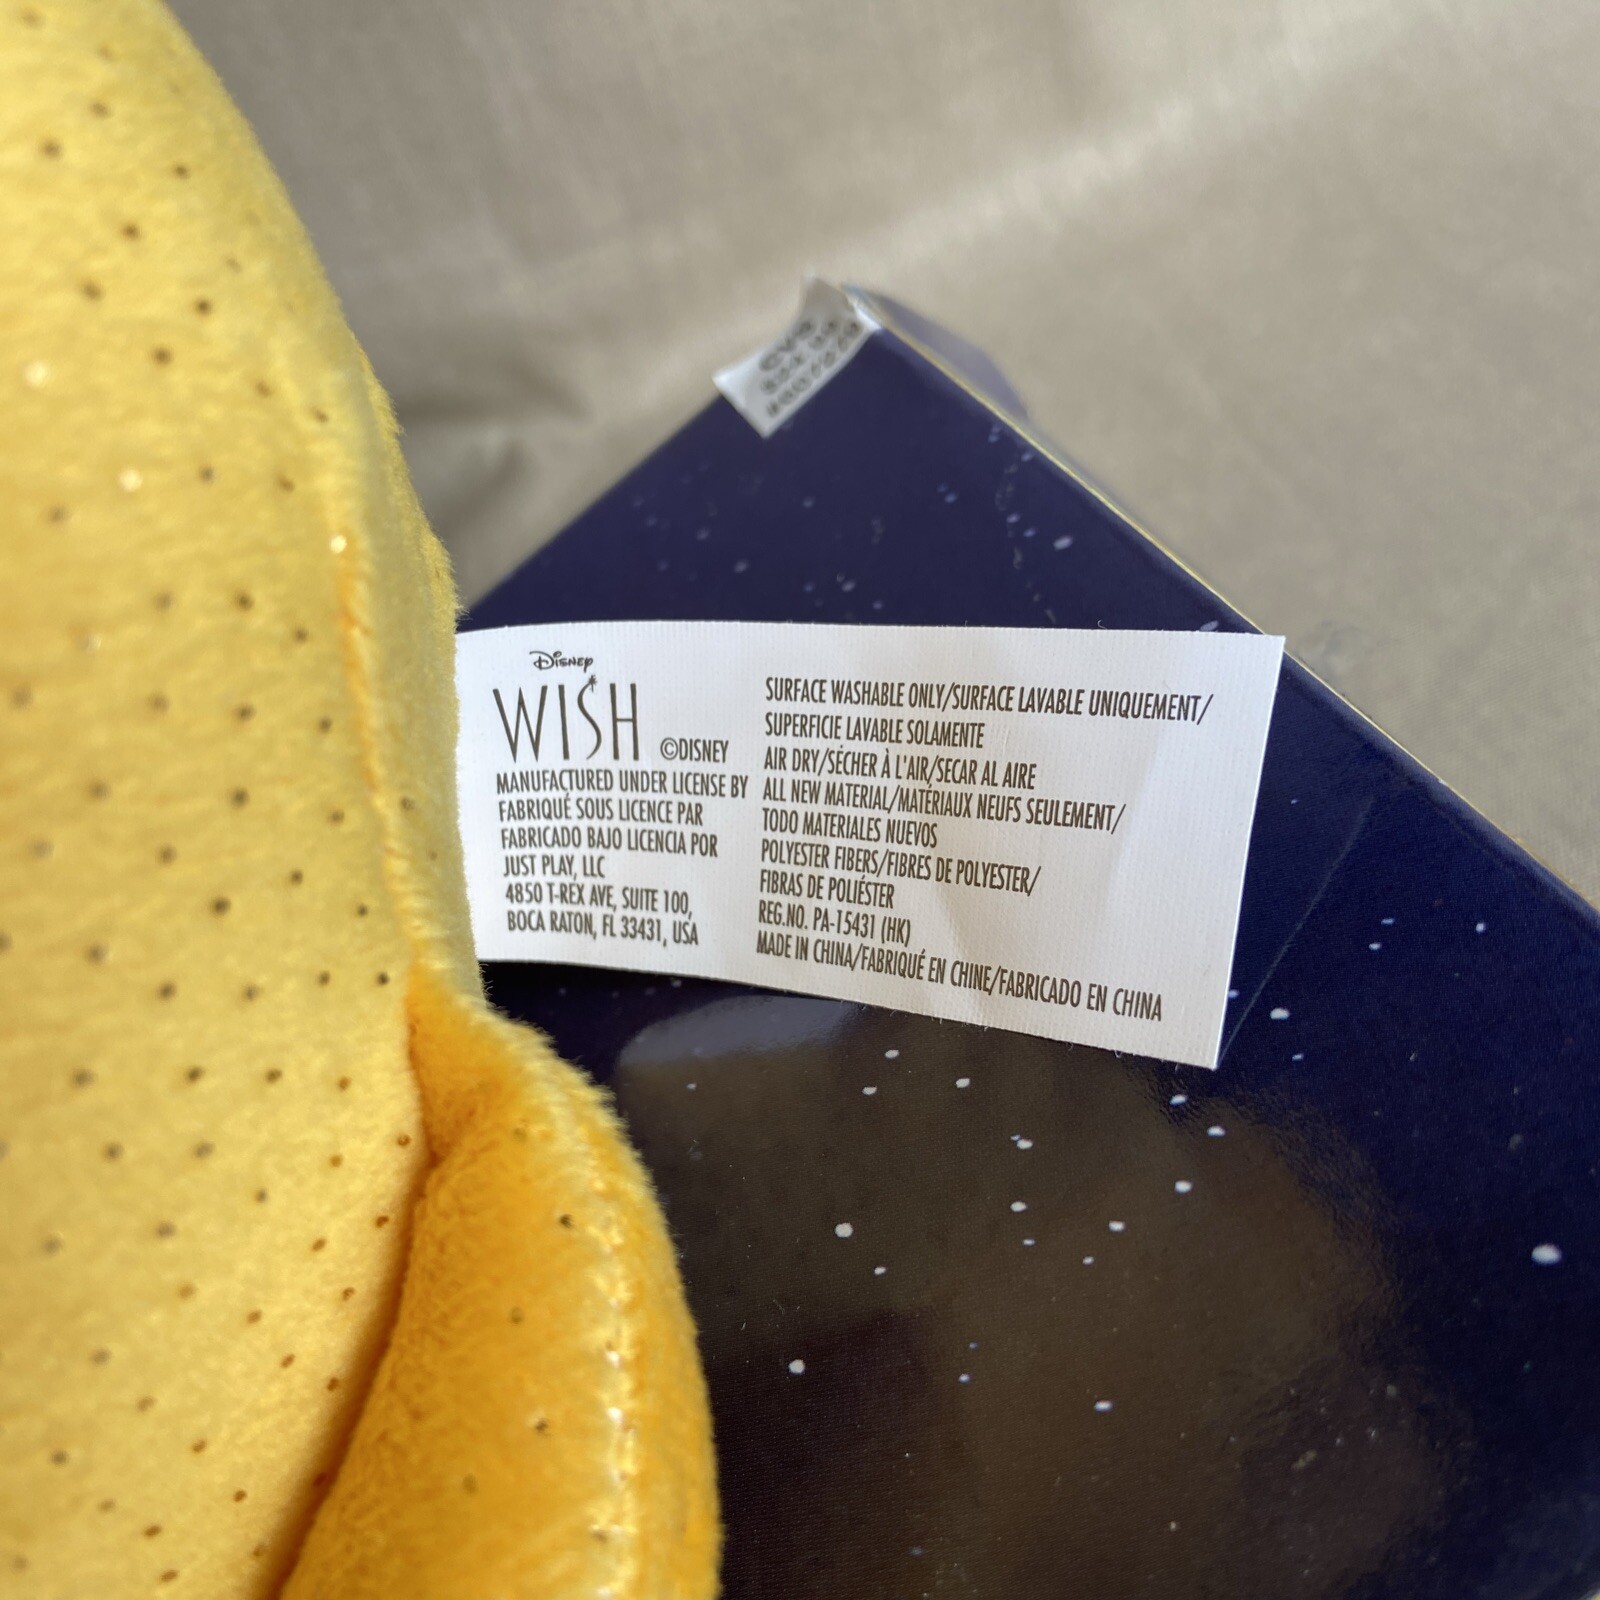 Disney
WISH ©DISNEY
MANUFACTURED UNDER LICENSE BY
FABRIQUÉ SOUS LICENCE PAR
FABRICADO BAJO LICENCIA POR
JUST PLAY, LLC
4850 T-REX AVE, SUITE 100,
BOCA RATON, FL 33431, USA
SURFACE WASHABLE ONLY/SURFACE LAVABLE UNIQUEMENT/
SUPERFICIE LAVABLE SOLAMENTE
AIR DRY/SÉCHER À L'AIR/SECAR AL AIRE
ALL NEW MATERIAL/MATÉRIAUX NEUFS SEULEMENT/
TODO MATERIALES NUEVOS
POLYESTER FIBERS/FIBRES DE POLYESTER/
FIBRAS DE POLIÉSTER
REG.NO. PA-15431 (HK)
MADE IN CHINA/FABRIQUÉ EN CHINE/FABRICADO EN CHINA